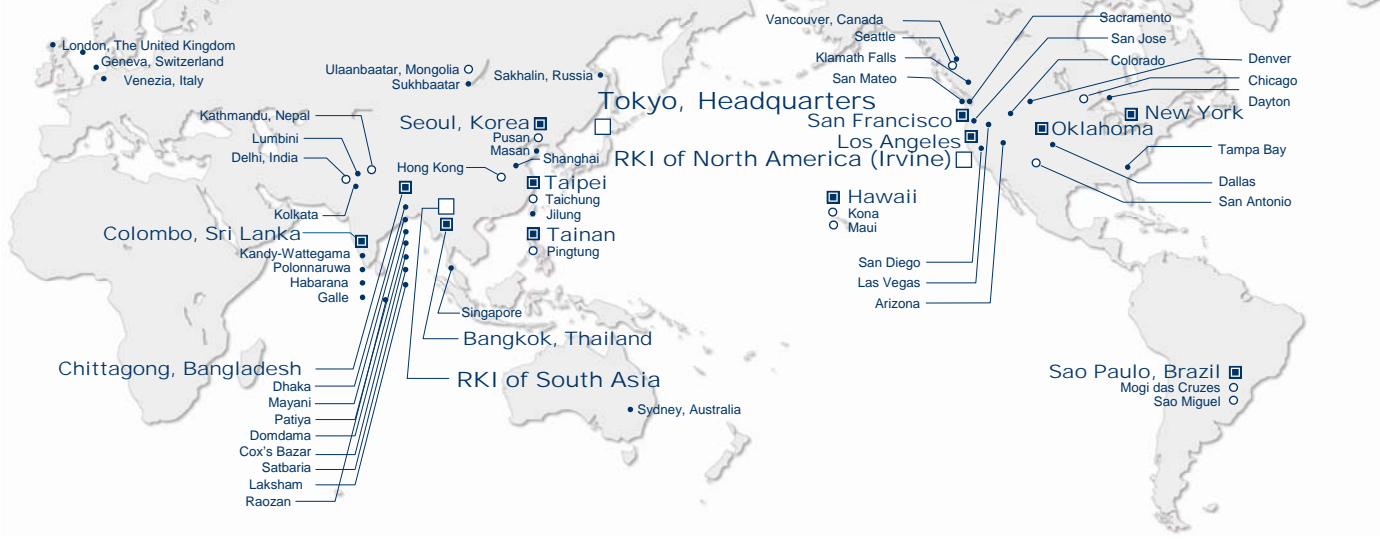 London, The United Kingdom
Geneva, Switzerland
Venezia, Italy
Ulaanbaatar, Mongolia
Sukhbaatar
Sakhalin, Russia
Kathmandu, Nepal
Lumbini
Delhi, India
Kolkata
Colombo, Sri Lanka
Kandy-Wattegama
Polonnaruwa
Habarana
Galle
Tokyo, Headquarters
Seoul, Korea
Pusan
Masan
Shanghai
Hong Kong
Taipei
Taichung
Jilung
Tainan
Pingtung
Singapore
Bangkok, Thailand
RKI of South Asia
Chittagong, Bangladesh
Dhaka
Mayani
Patiya
Domdama
Cox's Bazar
Satbaria
Laksham
Raozan
Sydney, Australia
Vancouver, Canada
Seattle
Klamath Falls
San Mateo
San Francisco
Los Angeles
RKI of North America (Irvine)
Hawaii
Kona
Maui
San Diego
Las Vegas
Arizona
Sacramento
San Jose
Colorado
Denver
Chicago
Dayton
New York
Oklahoma
Tampa Bay
Dallas
San Antonio
Sao Paulo, Brazil
Mogi das Cruzes
Sao Miguel